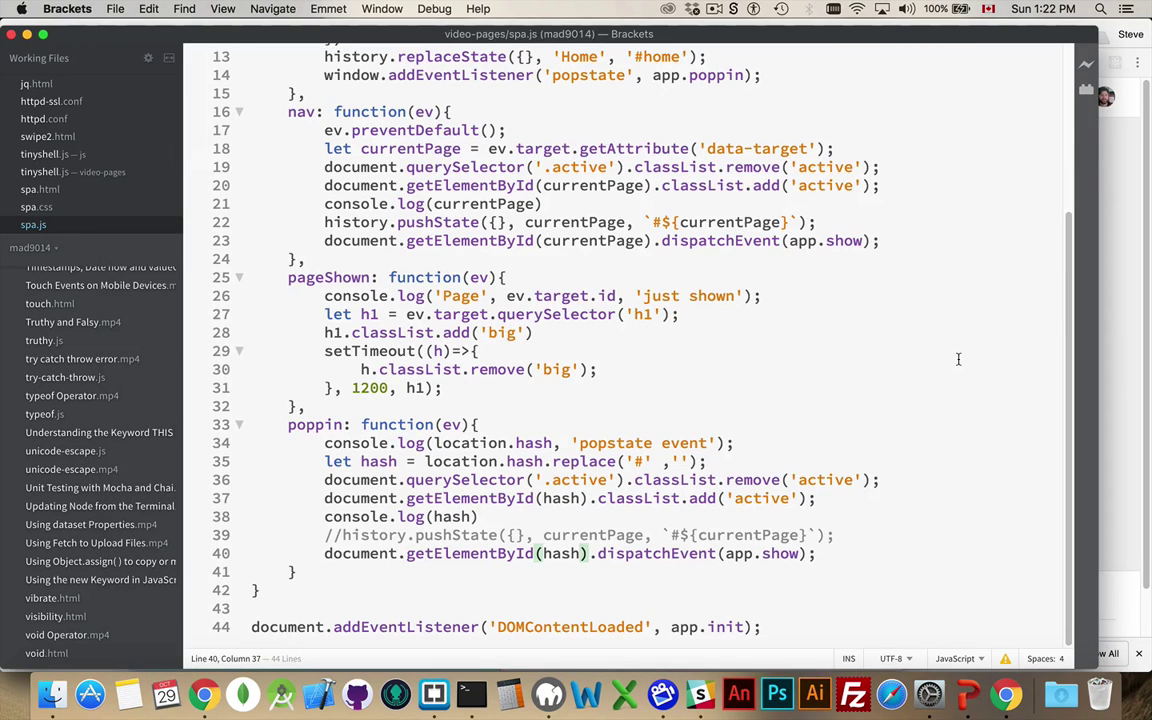 Brackets File Edit Find View Navigate Emmet Window Debug Help 100% Sun 1:22 PM
video-pages/spa.js (mad9014) — Brackets
Steve
Working Files
jq.html
httpd-ssl.conf
httpd.conf
swipe2.html
tinyshell.js – js
tinyshell.js – video-pages
spa.html
spa.css
spa.js
mad9014
Timestamps, Date now and valueO
Touch Events on Mobile Devices.m
touch.html
Truthy and Falsy.mp4
truthy.js
try catch throw error.mp4
try-catch-throw.js
typeof Operator.mp4
typeof.js
Understanding the Keyword THIS
unicode-escape.js
unicode-escape.mp4
Unit Testing with Mocha and Chai.
Updating Node from the Terminal
Using dataset Properties.mp4
Using Fetch to Upload Files.mp4
Using Object.assign() to copy or m
Using the new Keyword in JavaScri
vibrate.html
visibility.html
void Operator.mp4
void.html
13 history.replaceState({}, 'Home', '#home');
14 window.addEventListener('popstate', app.poppin);
15 },
16 nav: function(ev){
17 ev.preventDefault();
18 let currentPage = ev.target.getAttribute('data-target');
19 document.querySelector('.active').classList.remove('active');
20 document.getElementById(currentPage).classList.add('active');
21 console.log(currentPage)
22 history.pushState({}, currentPage, `#${currentPage}`);
23 document.getElementById(currentPage).dispatchEvent(app.show);
24 },
25 pageShown: function(ev){
26 console.log('Page', ev.target.id, 'just shown');
27 let h1 = ev.target.querySelector('h1');
28 h1.classList.add('big')
29 setTimeout((h)=>{
30 h.classList.remove('big');
31 }, 1200, h1);
32 },
33 poppin: function(ev){
34 console.log(location.hash, 'popstate event');
35 let hash = location.hash.replace('#' ,'');
36 document.querySelector('.active').classList.remove('active');
37 document.getElementById(hash).classList.add('active');
38 console.log(hash)
39 //history.pushState({}, currentPage, `#${currentPage}`);
40 document.getElementById(hash).dispatchEvent(app.show);
41 }
42 }
43
44 document.addEventListener('DOMContentLoaded', app.init);
Line 40, Column 37 — 44 Lines
INS UTF-8 JavaScript Spaces: 4
ow All
OCT
29
An Ps Ai Fz